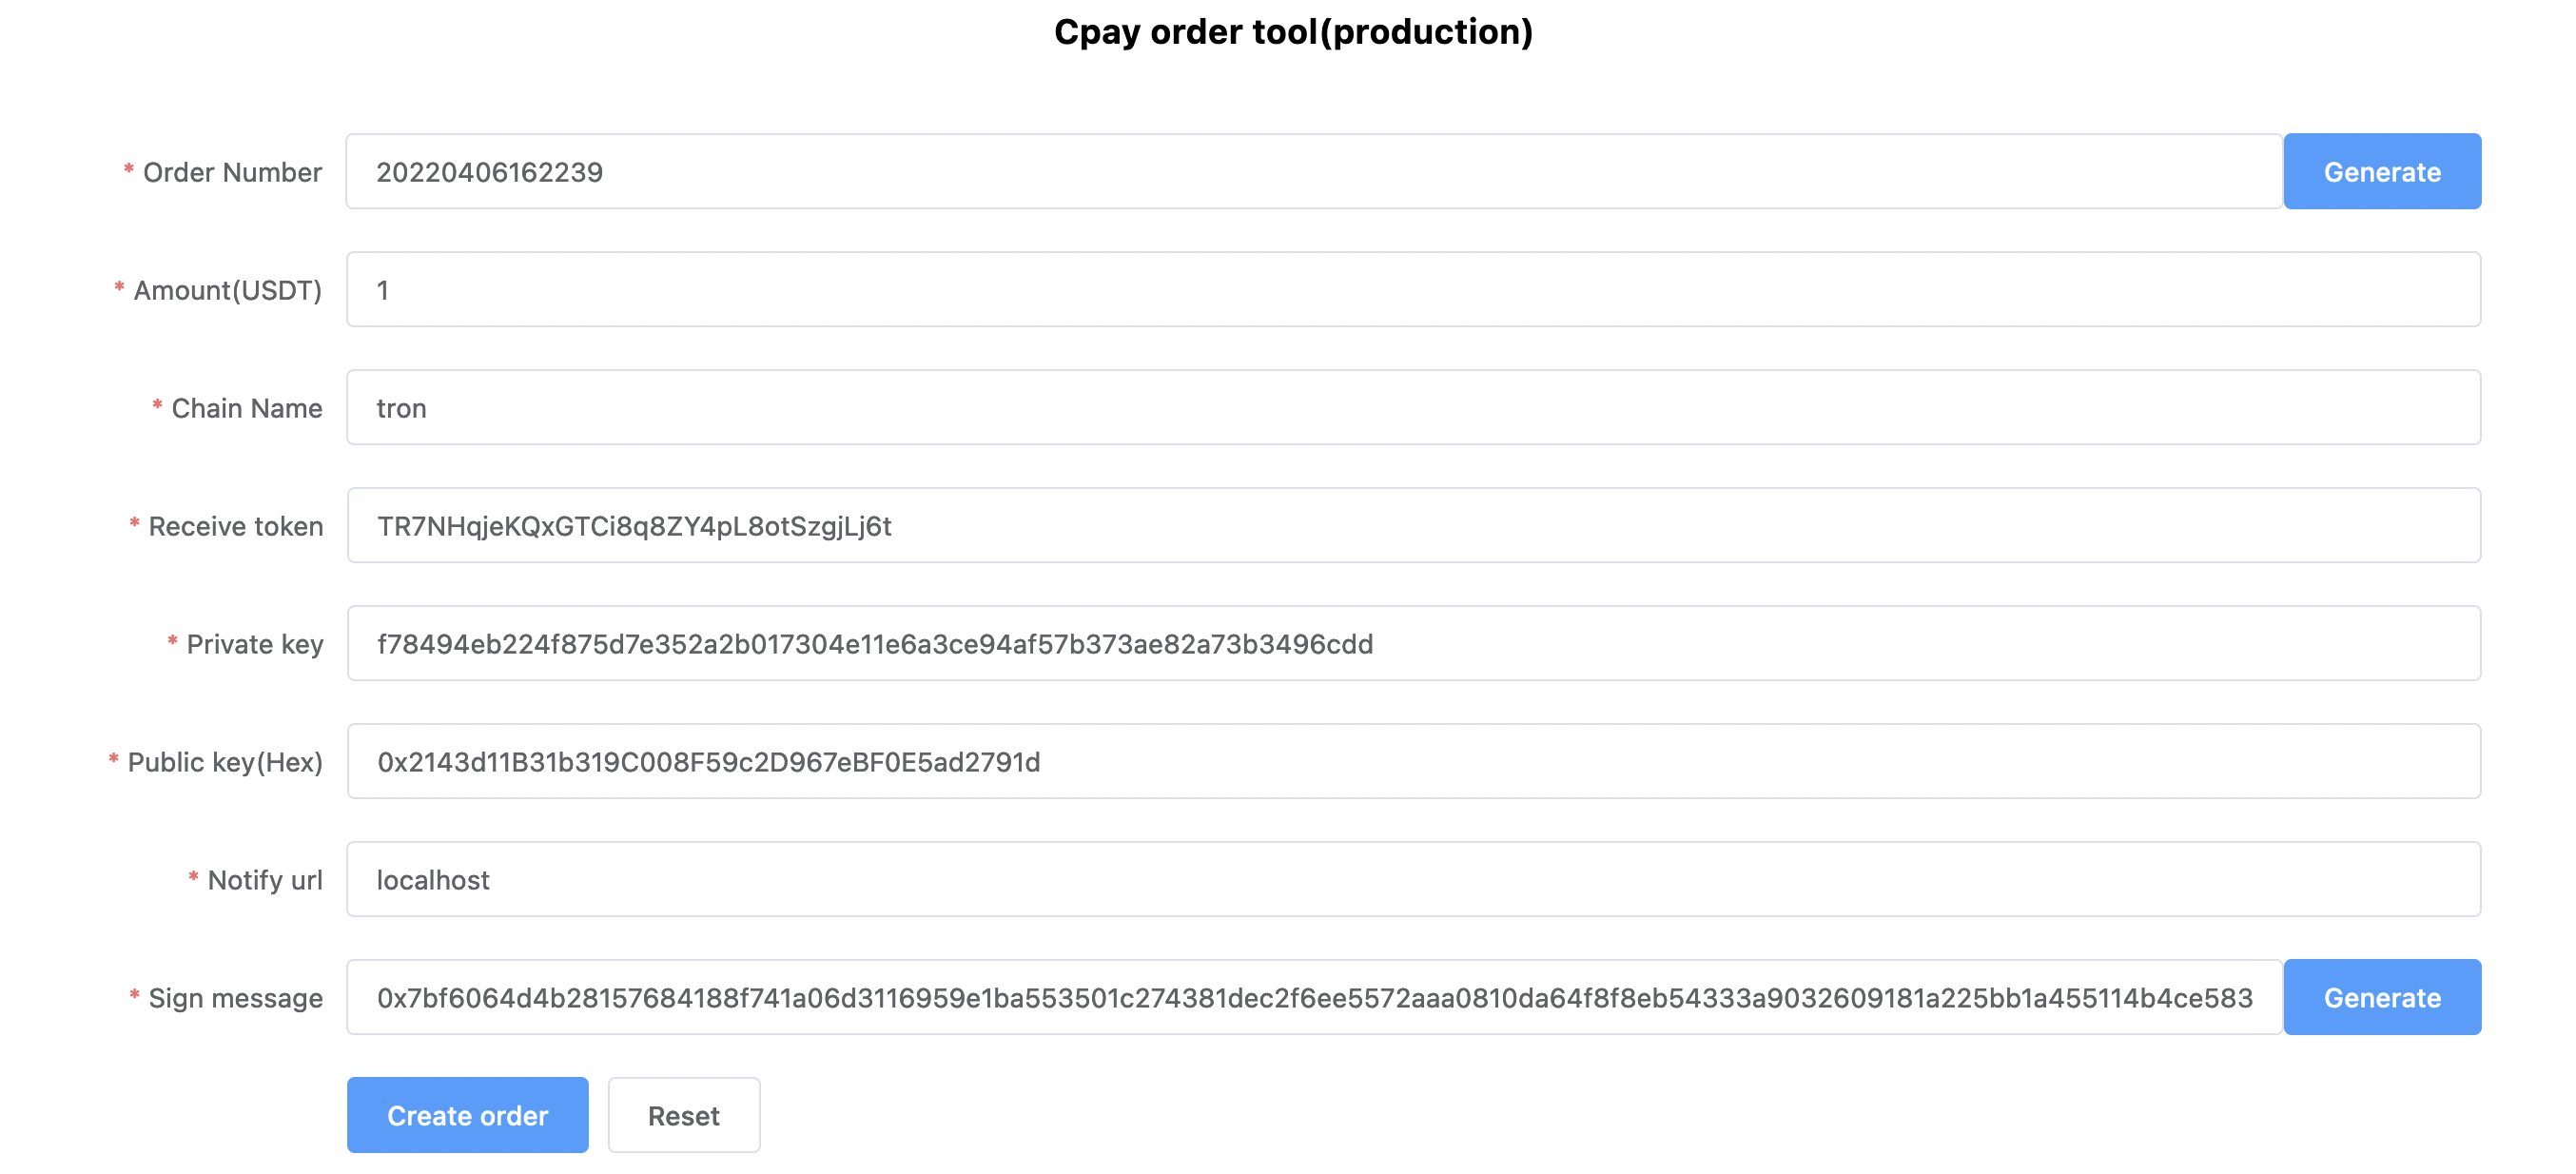 Cpay order tool(production)
* Order Number 20220406162239 Generate
* Amount(USDT) 1
* Chain Name tron
* Receive token TR7NHqjeKQxGTCi8q8ZY4pL8otSzgjLj6t
* Private key f78494eb224f875d7e352a2b017304e11e6a3ce94af57b373ae82a73b3496cdd
* Public key(Hex) 0x2143d11B31b319C008F59c2D967eBF0E5ad2791d
* Notify url localhost
* Sign message 0x7bf6064d4b28157684188f741a06d3116959e1ba553501c274381dec2f6ee5572aaa0810da64f8f8eb54333a9032609181a225bb1a455114b4ce583 Generate
Create order Reset